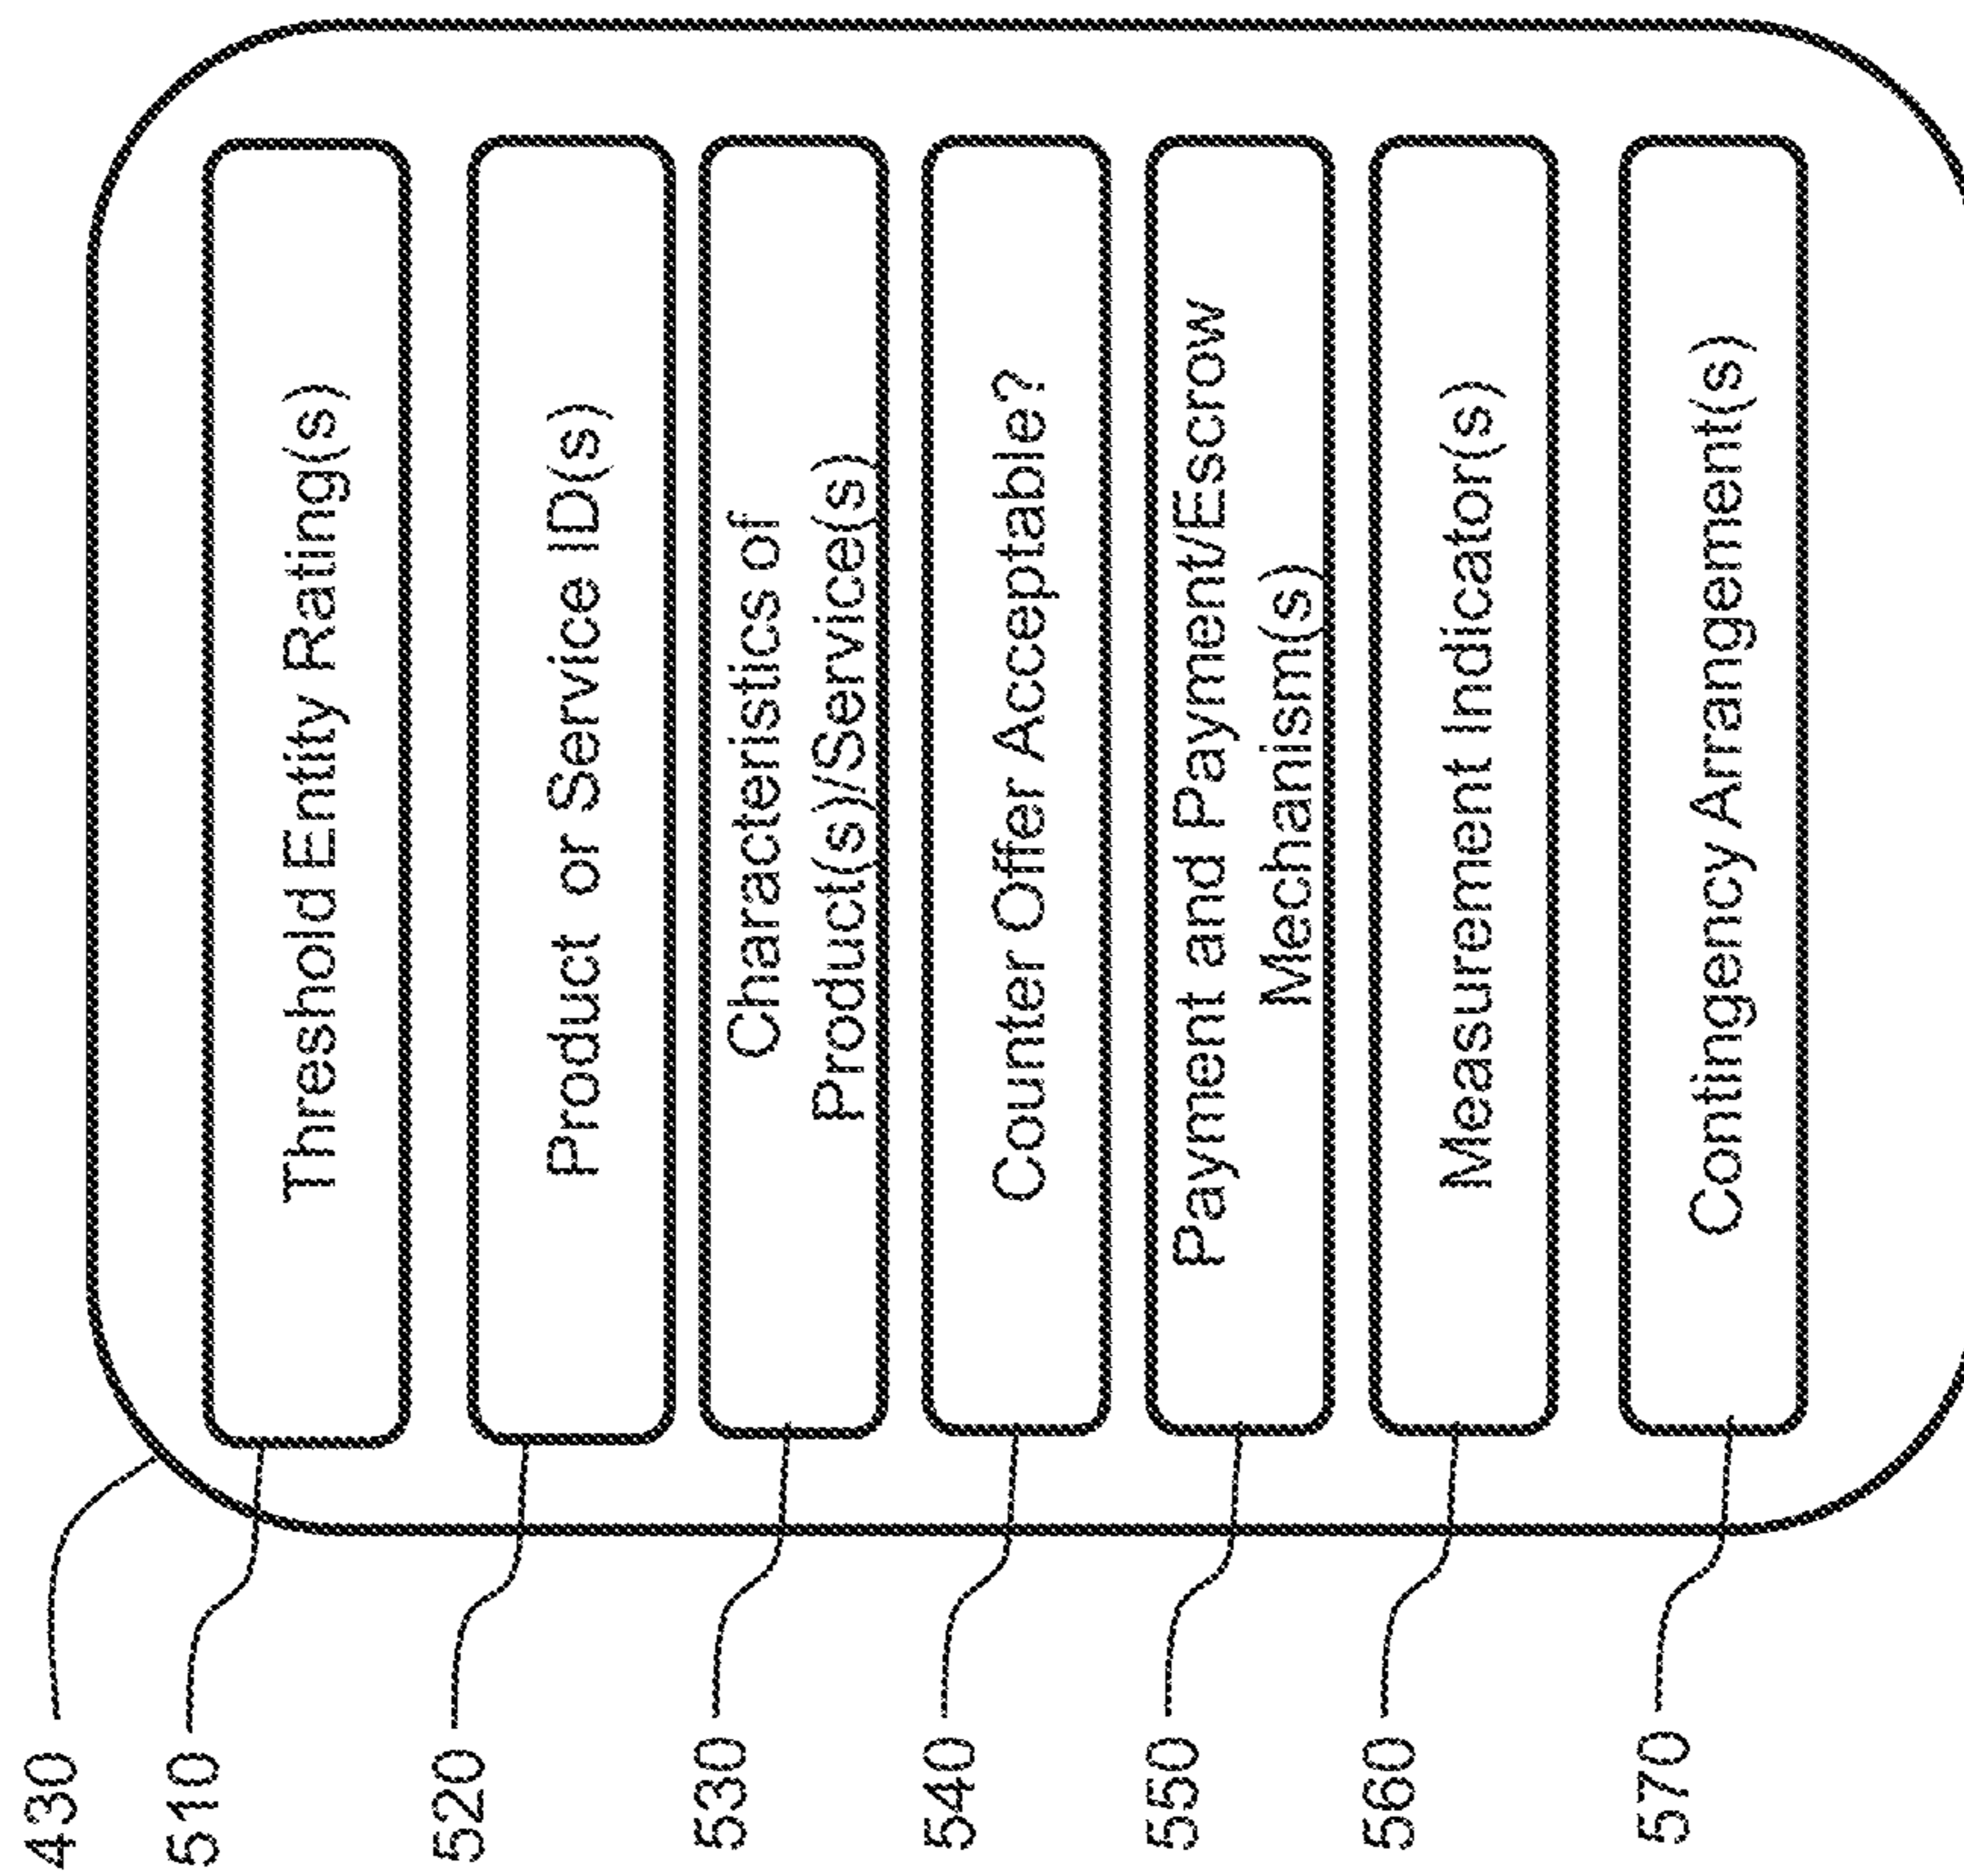 430
510
Threshold Entity Rating(s)
520
Product or Service ID(s)
530
Characteristics of
Product(s)/Service(s)
540
Counter Offer Acceptable?
550
Payment and Payment/Escrow
Mechanism(s)
560
Measurement Indicator(s)
570
Contingency Arrangement(s)